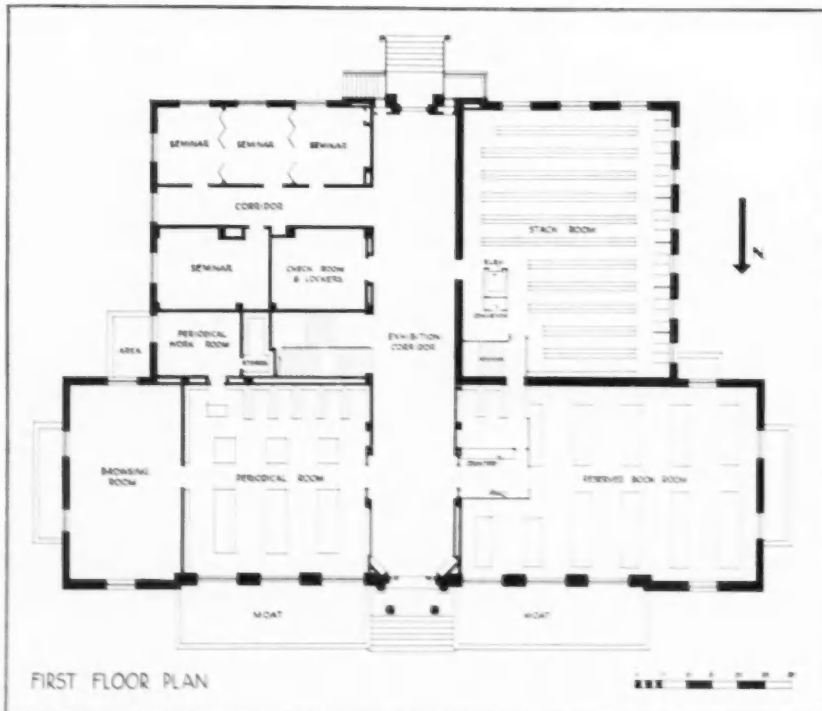 SEMINAR SEMINAR SEMINAR
CORRIDOR
SEMINAR
CHECK ROOM
& LOCKERS
STACK ROOM
N
PERIODICAL
WORK ROOM
AREA
EXHIBITION
CORRIDOR
BROWSING
ROOM
PERIODICAL ROOM
RESERVED BOOK ROOM
MOAT
MOAT
FIRST FLOOR PLAN